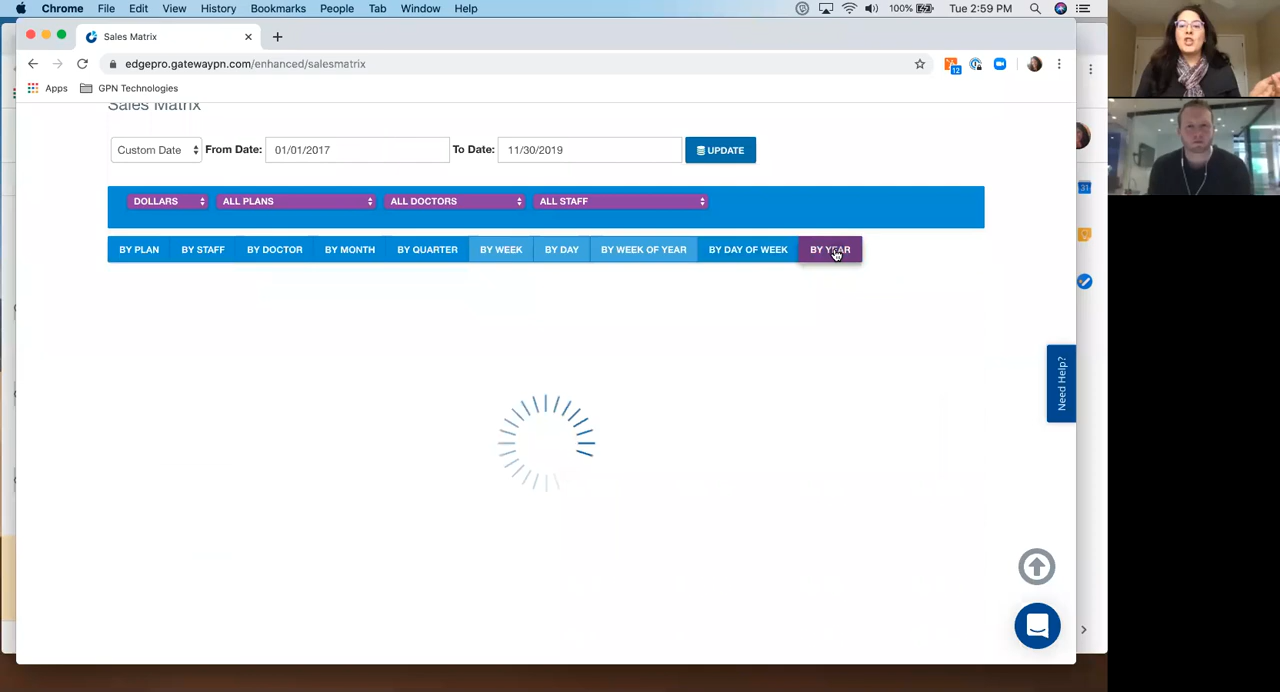 Chrome File Edit View History Bookmarks People Tab Window Help 100% Tue 2:59 PM
Sales Matrix
edgepro.gatewaypn.com/enhanced/salesmatrix 12
Apps GPN Technologies
Sales Matrix
Custom Date From Date: 01/01/2017 To Date: 11/30/2019 UPDATE
DOLLARS ALL PLANS ALL DOCTORS ALL STAFF
BY PLAN BY STAFF BY DOCTOR BY MONTH BY QUARTER BY WEEK BY DAY BY WEEK OF YEAR BY DAY OF WEEK BY YEAR
Need Help?
31